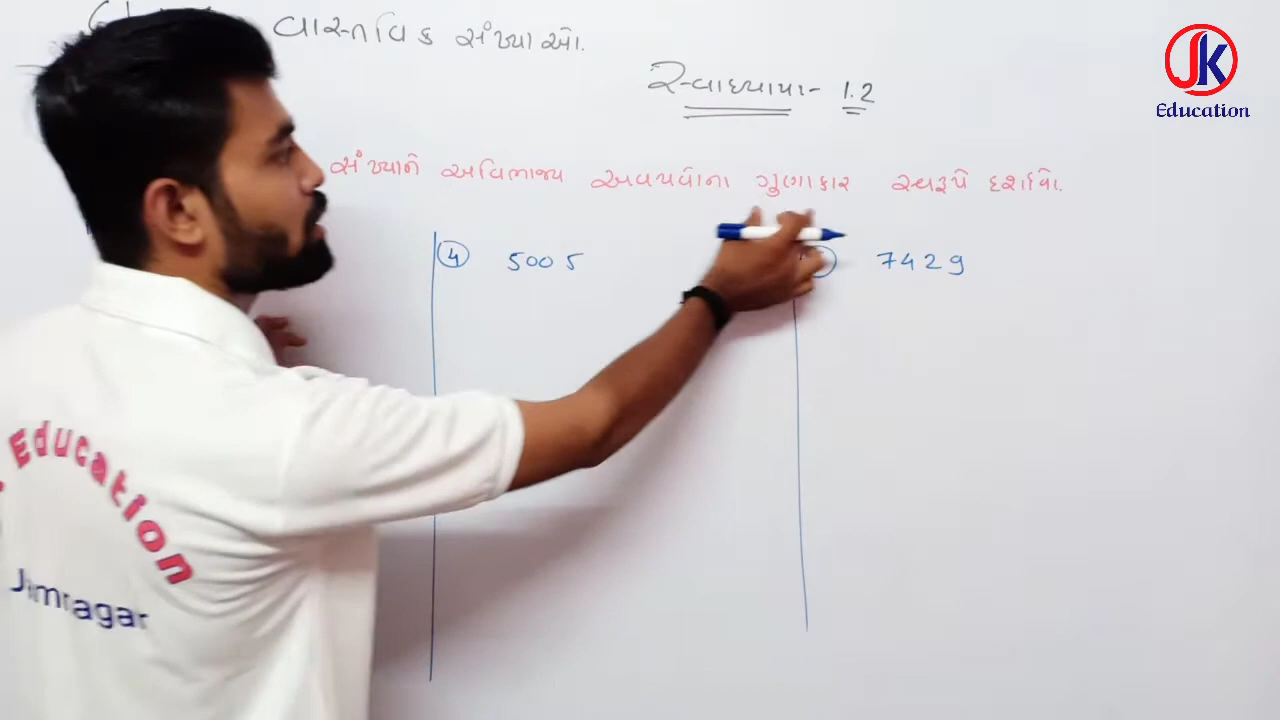 વાસ્તવિક સંખ્યાઓ.
સ્વાધ્યાય - 1.2
JK
Education
સંખ્યાને અવિભાજ્ય અવયવોના ગુણાકાર સ્વરૂપે દર્શાવો.
4 5005
7429
Education
Jamnagar